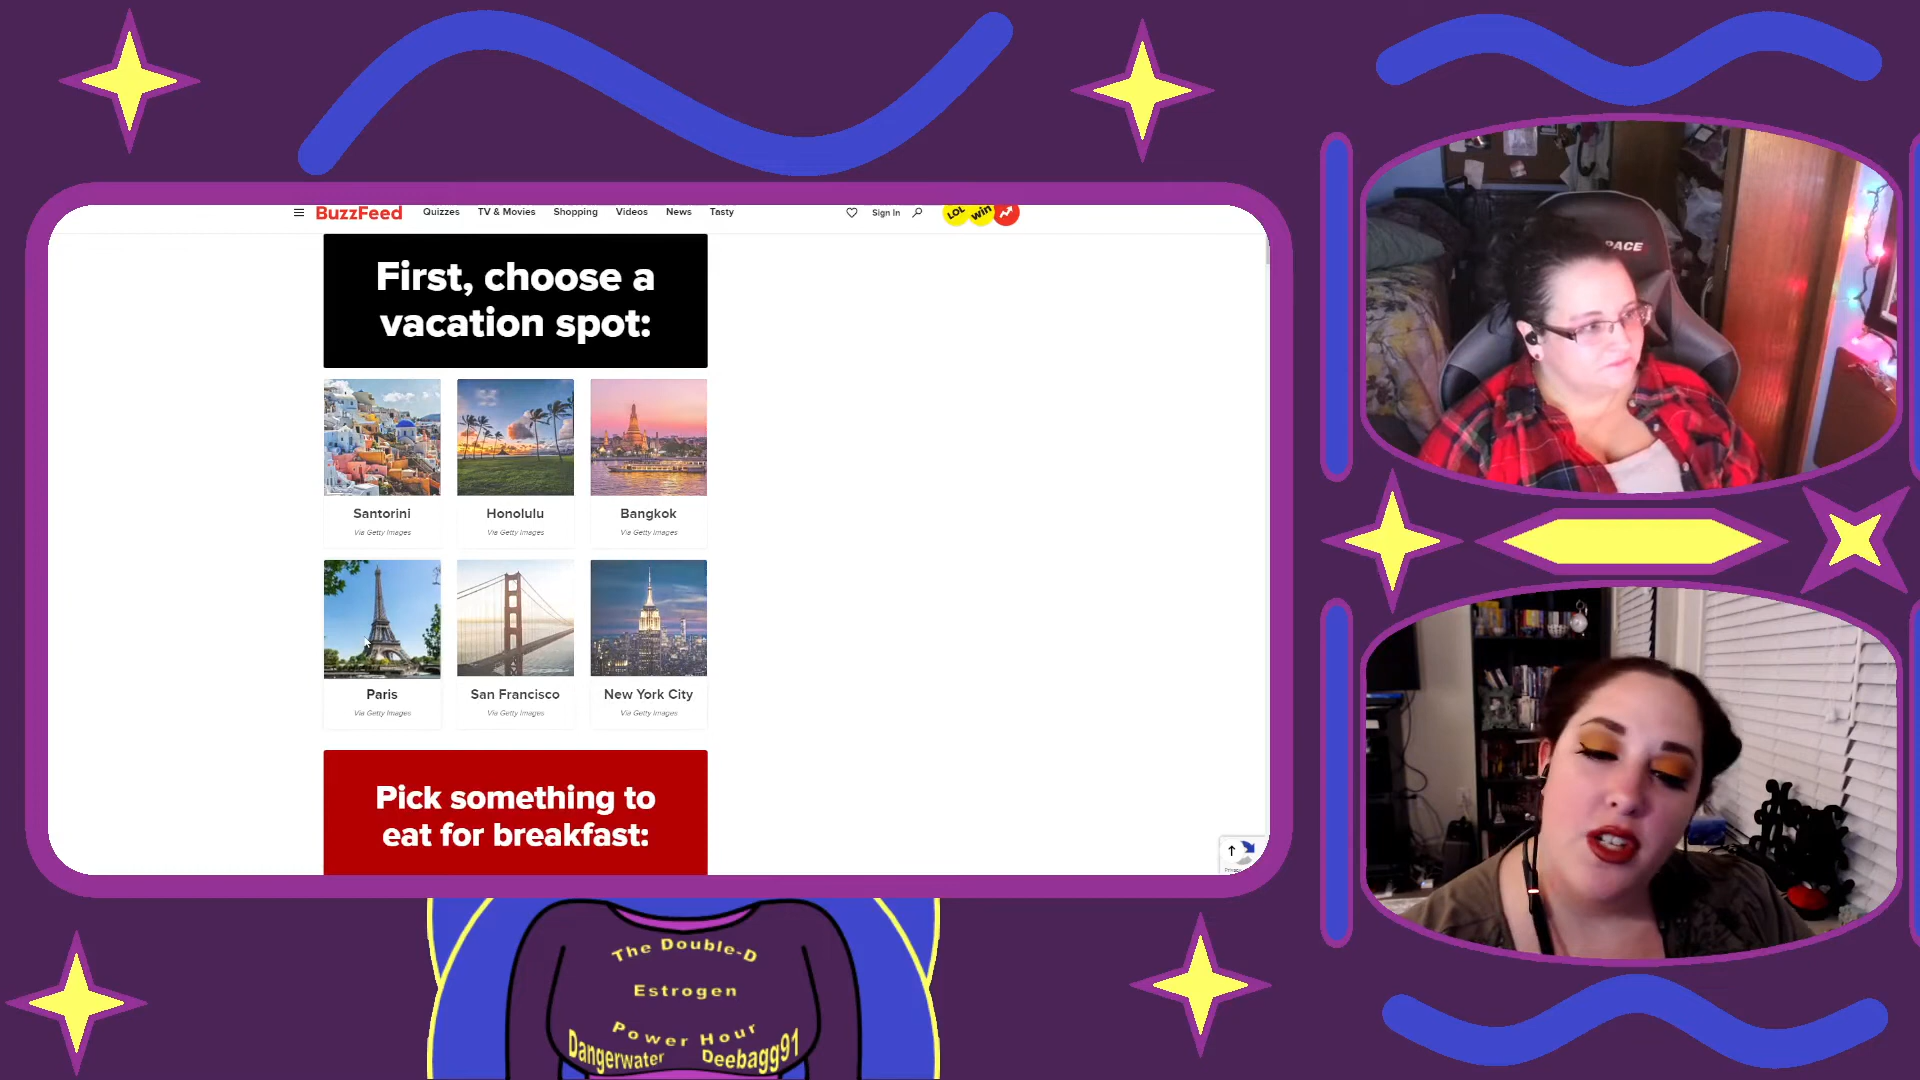 BuzzFeed Quizzes TV & Movies Shopping Videos News Tasty Sign In LOL win
First, choose a
vacation spot:
Santorini Honolulu Bangkok
Via Getty Images Via Getty Images Via Getty Images
Paris San Francisco New York City
Via Getty Images Via Getty Images Via Getty Images
Pick something to
eat for breakfast:
The Double-D
Estrogen
Power Hour
Dangerwater Deebagg91